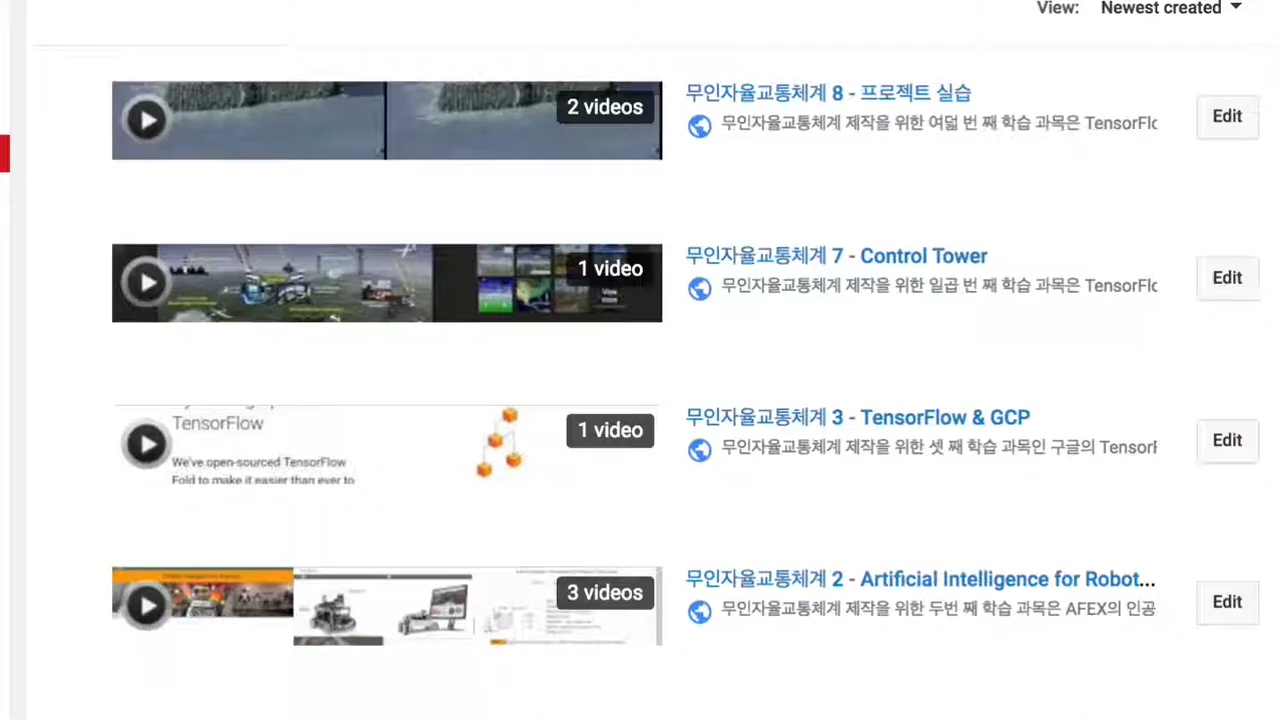 View: Newest created
2 videos
무인자율교통체계 8 - 프로젝트 실습
무인자율교통체계 제작을 위한 여덟 번 째 학습 과목은 TensorFlo
Edit
1 video
View more
무인자율교통체계 7 - Control Tower
무인자율교통체계 제작을 위한 일곱 번 째 학습 과목은 TensorFlo
Edit
TensorFlow
We've open-sourced TensorFlow
Fold to make it easier than ever to
1 video
무인자율교통체계 3 - TensorFlow & GCP
무인자율교통체계 제작을 위한 셋 째 학습 과목인 구글의 TensorF
Edit
3 videos
무인자율교통체계 2 - Artificial Intelligence for Robot...
무인자율교통체계 제작을 위한 두번 째 학습 과목은 AFEX의 인공
Edit